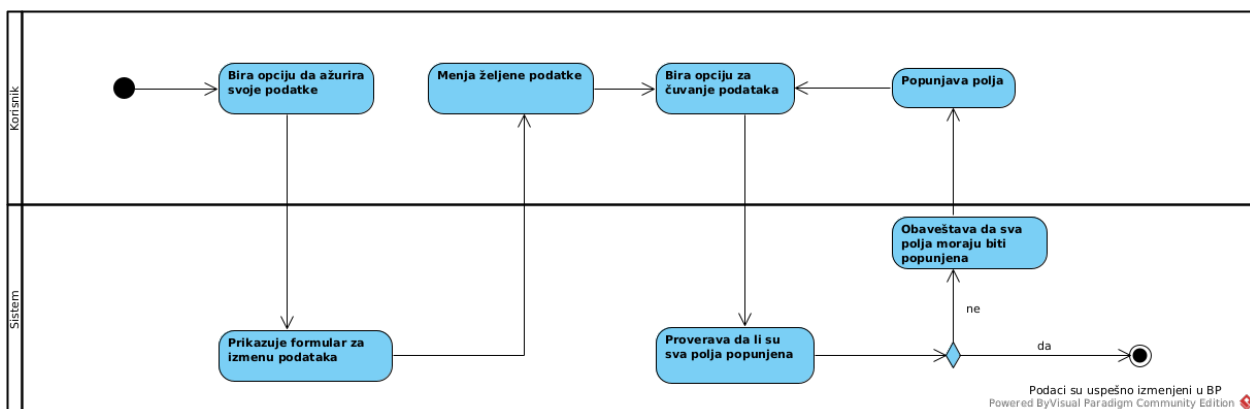 Korisnik
Bira opciju da ažurira
svoje podatke
Menja željene podatke
Bira opciju za
čuvanje podataka
Popunjava polja
Sistem
Obaveštava da sva
polja moraju biti
popunjena
ne
Prikazuje formular za
izmenu podataka
Proverava da li su
sva polja popunjena
da
Podaci su uspešno izmenjeni u BP
Powered ByVisual Paradigm Community Edition